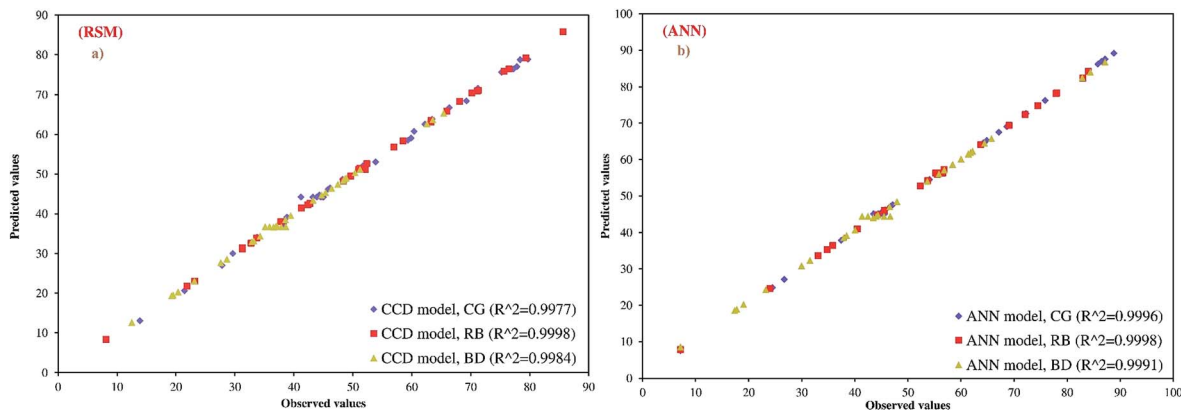 (RSM)
a)
Predicted values
90
80
70
60
50
40
30
20
10
0
CCD model, CG (R^2=0.9977)
CCD model, RB (R^2=0.9998)
CCD model, BD (R^2=0.9984)
0 10 20 30 40 50 60 70 80 90
Observed values
(ANN)
b)
Predicted values
100
90
80
70
60
50
40
30
20
10
0
ANN model, CG (R^2=0.9996)
ANN model, RB (R^2=0.9998)
ANN model, BD (R^2=0.9991)
0 10 20 30 40 50 60 70 80 90 100
Observed values